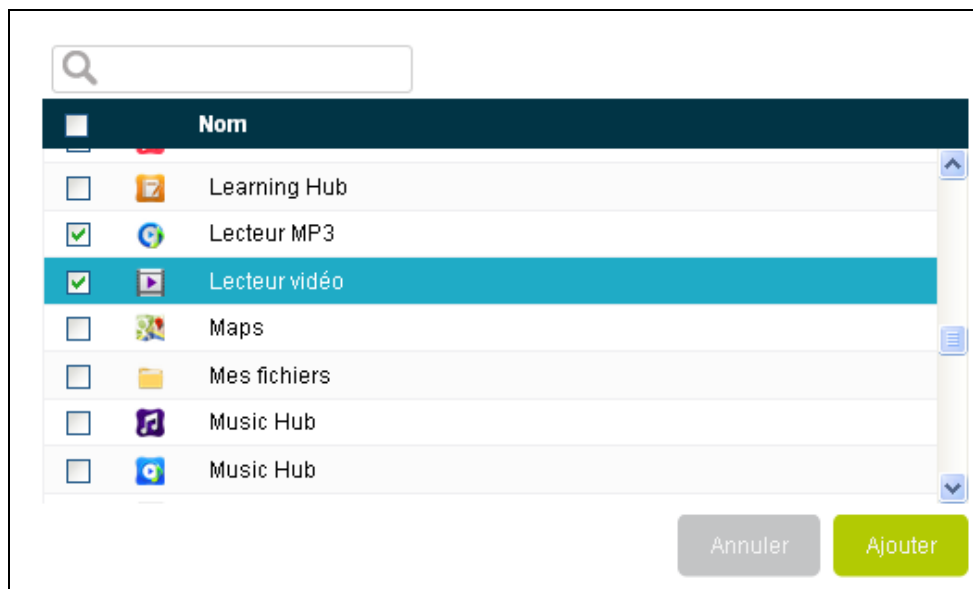 Nom
Learning Hub
Lecteur MP3
Lecteur vidéo
Maps
Mes fichiers
Music Hub
Music Hub
Annuler
Ajouter